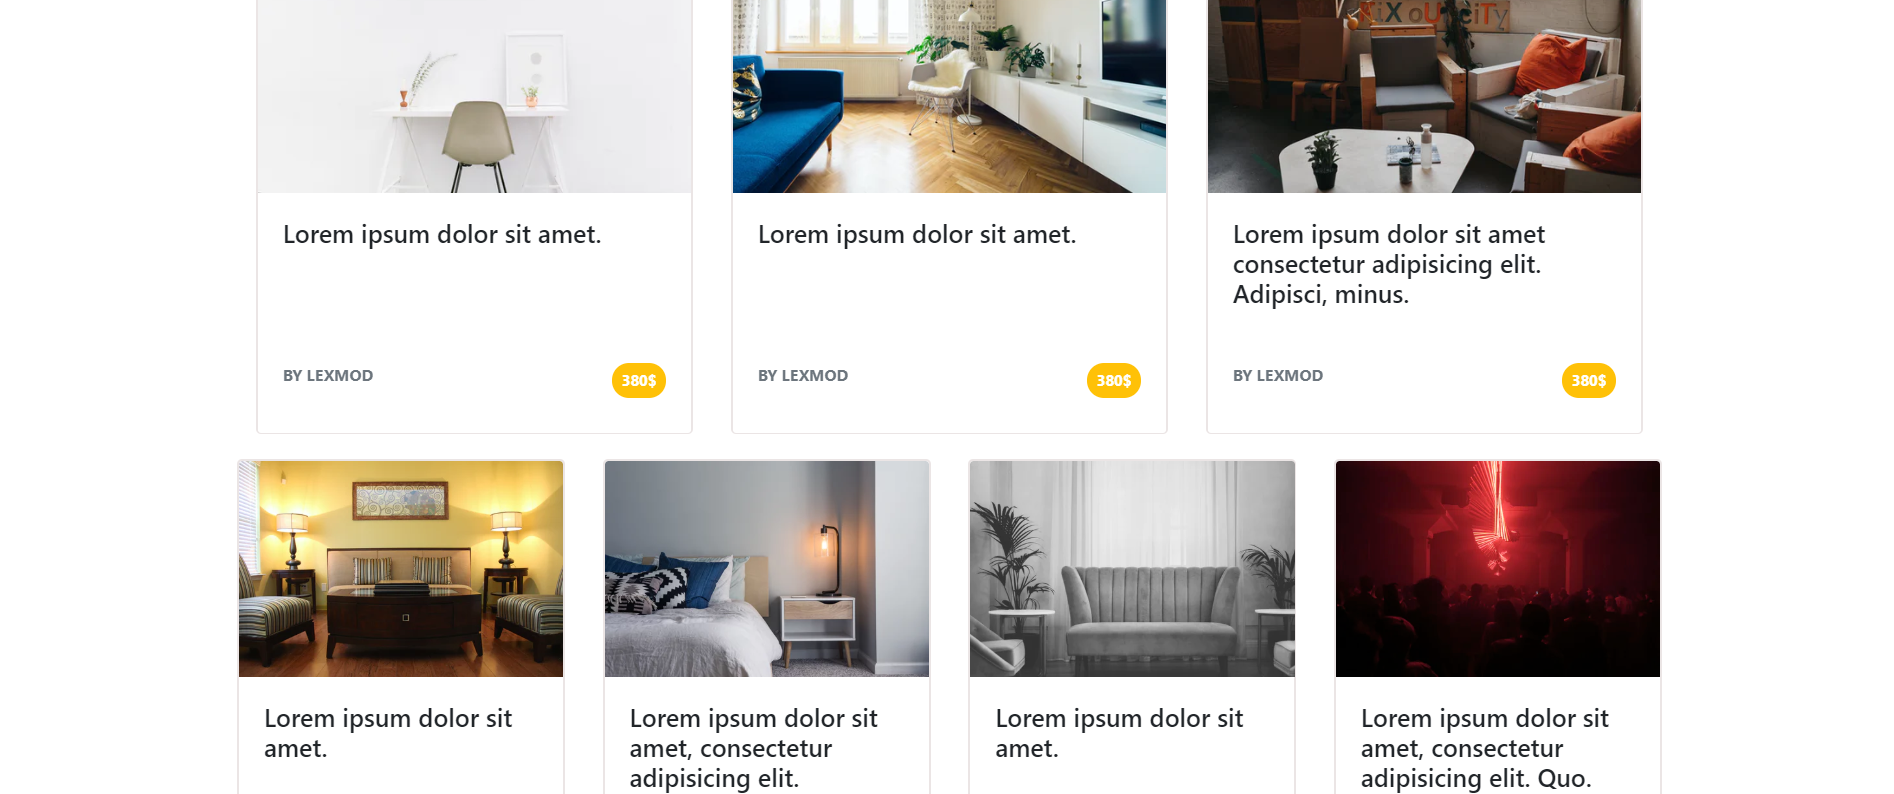 Lorem ipsum dolor sit amet.
BY LEXMOD
380$
Lorem ipsum dolor sit amet.
BY LEXMOD
380$
Lorem ipsum dolor sit amet
consectetur adipisicing elit.
Adipisci, minus.
BY LEXMOD
380$
Lorem ipsum dolor sit
amet.
Lorem ipsum dolor sit
amet, consectetur
adipisicing elit.
Lorem ipsum dolor sit
amet.
Lorem ipsum dolor sit
amet, consectetur
adipisicing elit. Quo.